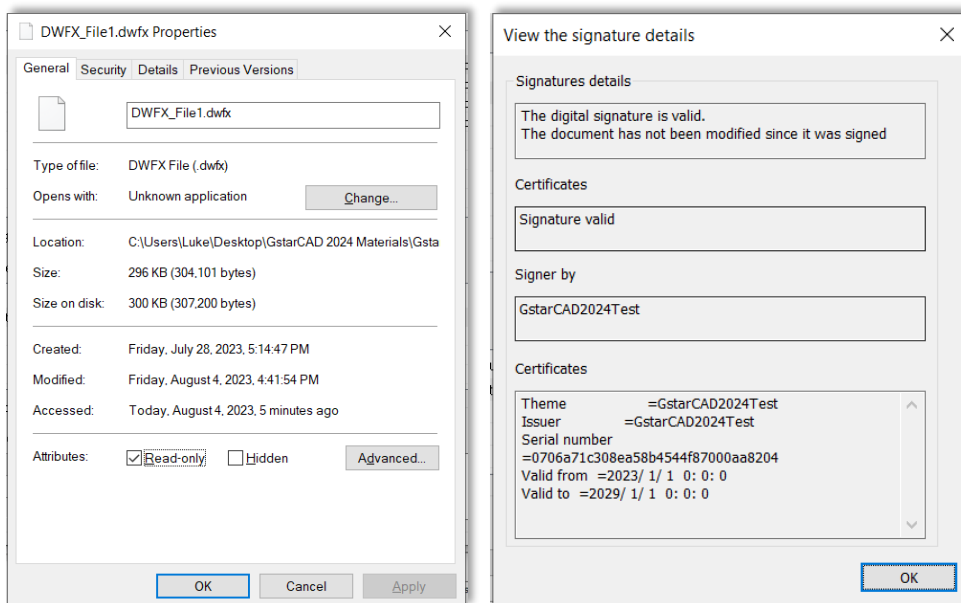 DWFX_File1.dwfx Properties
General Security Details Previous Versions
DWFX_File1.dwfx
Type of file: DWFX File (.dwfx)
Opens with: Unknown application Change...
Location: C:\Users\Luke\Desktop\GstarCAD 2024 Materials\Gsta
Size: 296 KB (304,101 bytes)
Size on disk: 300 KB (307,200 bytes)
Created: Friday, July 28, 2023, 5:14:47 PM
Modified: Friday, August 4, 2023, 4:41:54 PM
Accessed: Today, August 4, 2023, 5 minutes ago
Attributes: Read-only Hidden Advanced...
OK Cancel Apply
View the signature details
Signatures details
The digital signature is valid.
The document has not been modified since it was signed
Certificates
Signature valid
Signer by
GstarCAD2024Test
Certificates
Theme =GstarCAD2024Test
Issuer =GstarCAD2024Test
Serial number
=0706a71c308ea58b4544f87000aa8204
Valid from =2023/ 1/ 1 0: 0: 0
Valid to =2029/ 1/ 1 0: 0: 0
OK